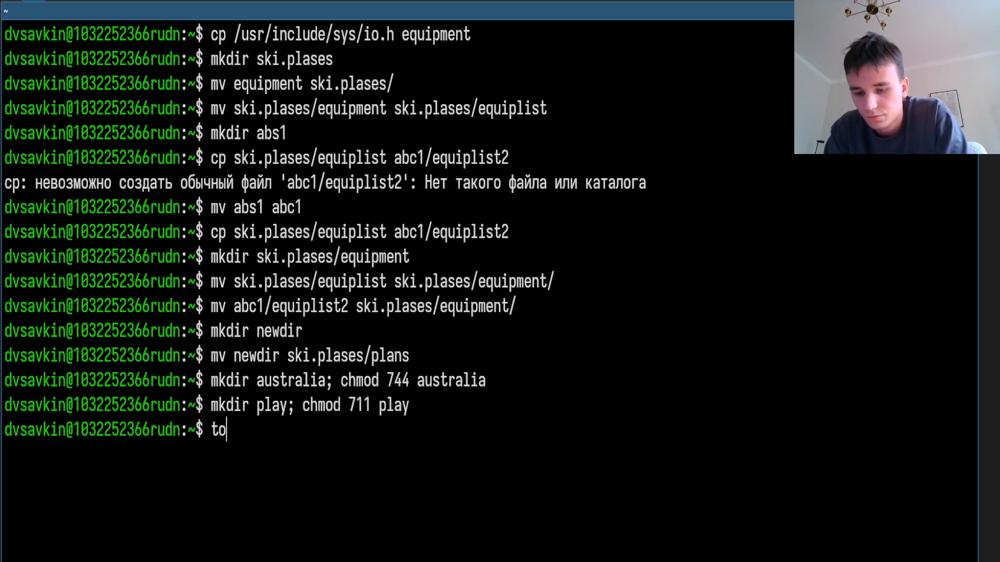 ~
dvsavkin@1032252366rudn:~$ cp /usr/include/sys/io.h equipment
dvsavkin@1032252366rudn:~$ mkdir ski.plases
dvsavkin@1032252366rudn:~$ mv equipment ski.plases/
dvsavkin@1032252366rudn:~$ mv ski.plases/equipment ski.plases/equiplist
dvsavkin@1032252366rudn:~$ mkdir abs1
dvsavkin@1032252366rudn:~$ cp ski.plases/equiplist abc1/equiplist2
cp: невозможно создать обычный файл 'abc1/equiplist2': Нет такого файла или каталога
dvsavkin@1032252366rudn:~$ mv abs1 abc1
dvsavkin@1032252366rudn:~$ cp ski.plases/equiplist abc1/equiplist2
dvsavkin@1032252366rudn:~$ mkdir ski.plases/equipment
dvsavkin@1032252366rudn:~$ mv ski.plases/equiplist ski.plases/equipment/
dvsavkin@1032252366rudn:~$ mv abc1/equiplist2 ski.plases/equipment/
dvsavkin@1032252366rudn:~$ mkdir newdir
dvsavkin@1032252366rudn:~$ mv newdir ski.plases/plans
dvsavkin@1032252366rudn:~$ mkdir australia; chmod 744 australia
dvsavkin@1032252366rudn:~$ mkdir play; chmod 711 play
dvsavkin@1032252366rudn:~$ to